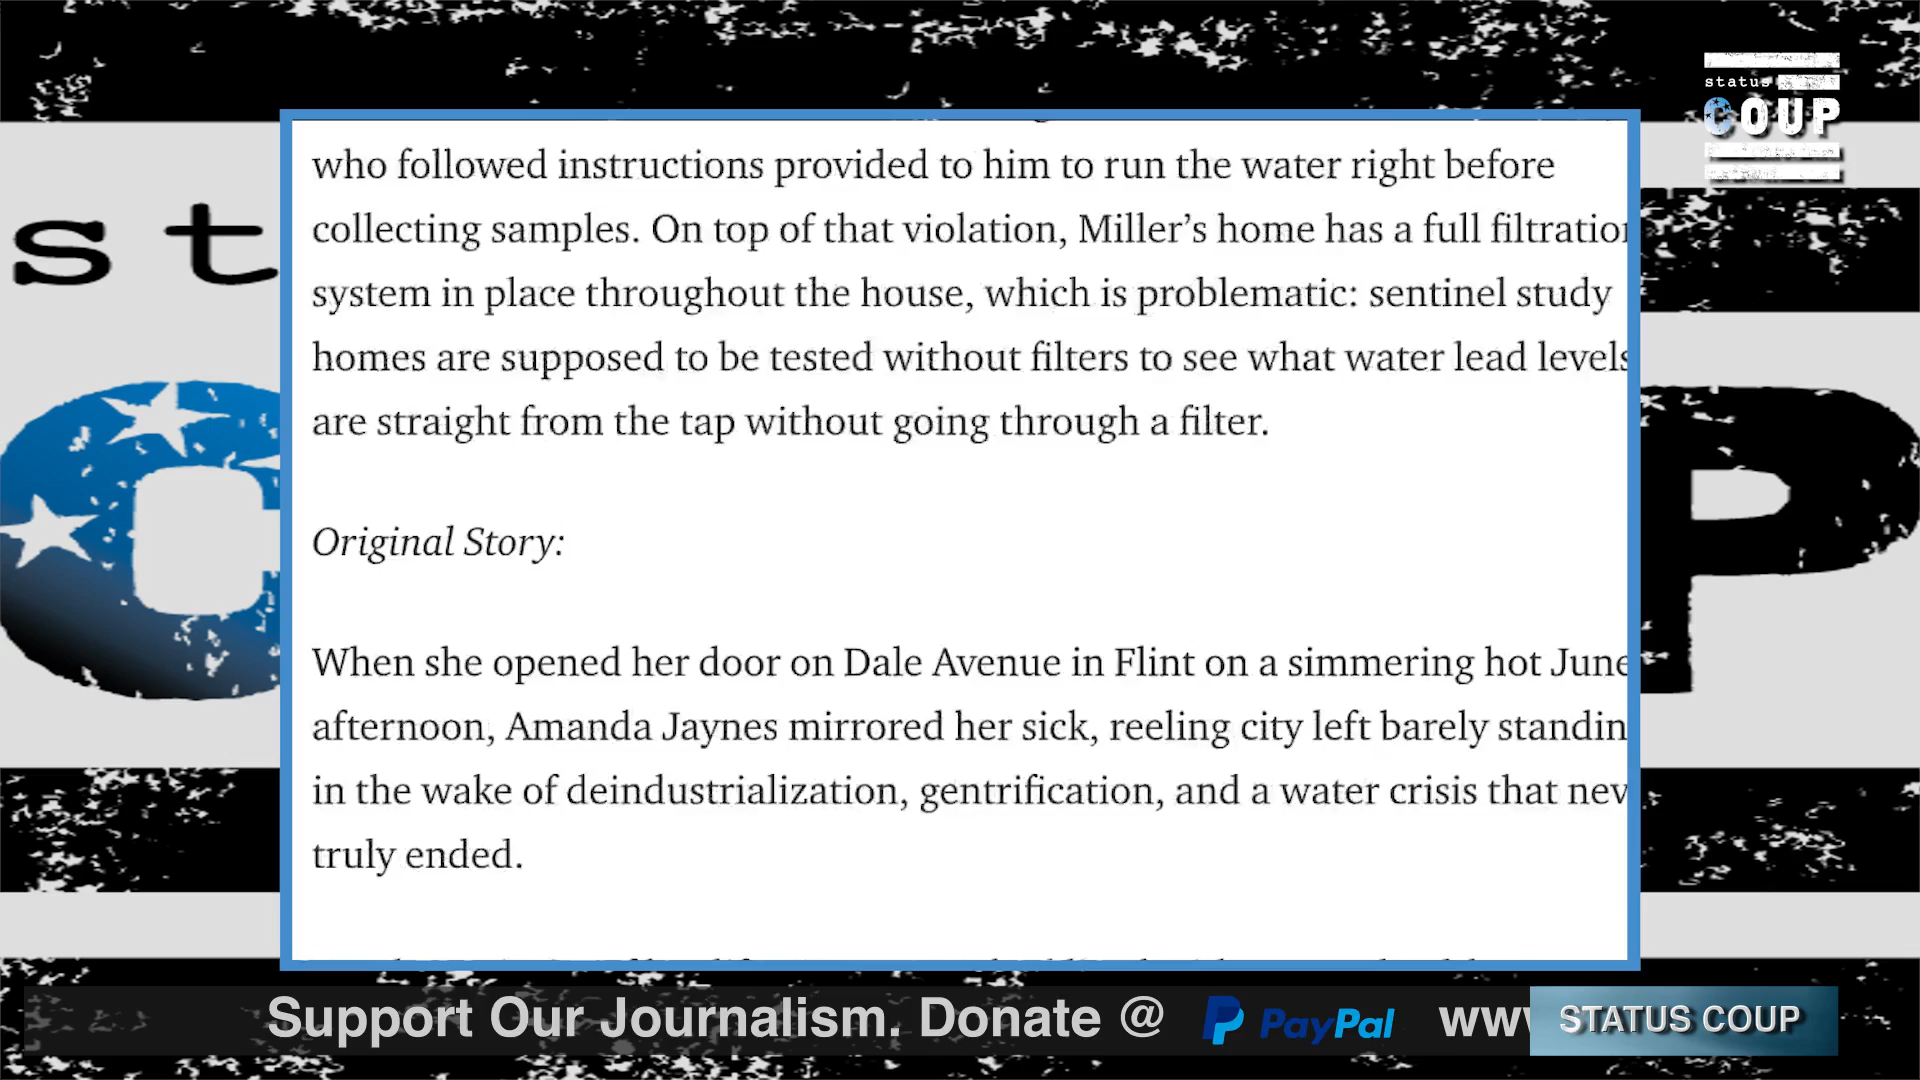 status
COUP
who followed instructions provided to him to run the water right before
collecting samples. On top of that violation, Miller's home has a full
system in place throughout the house, which is problematic: sentinel study
homes are supposed to be tested without filters to see what water lead levels
are straight from the tap without going through a filter.
Original Story:
When she opened her door on Dale Avenue in Flint on a simmering hot June
afternoon, Amanda Jaynes mirrored her sick, reeling city left barely
in the wake of deindustrialization, gentrification, and a water crisis that
truly ended.
st
C
P
Support Our Journalism. Donate @ PayPal
STATUS COUP